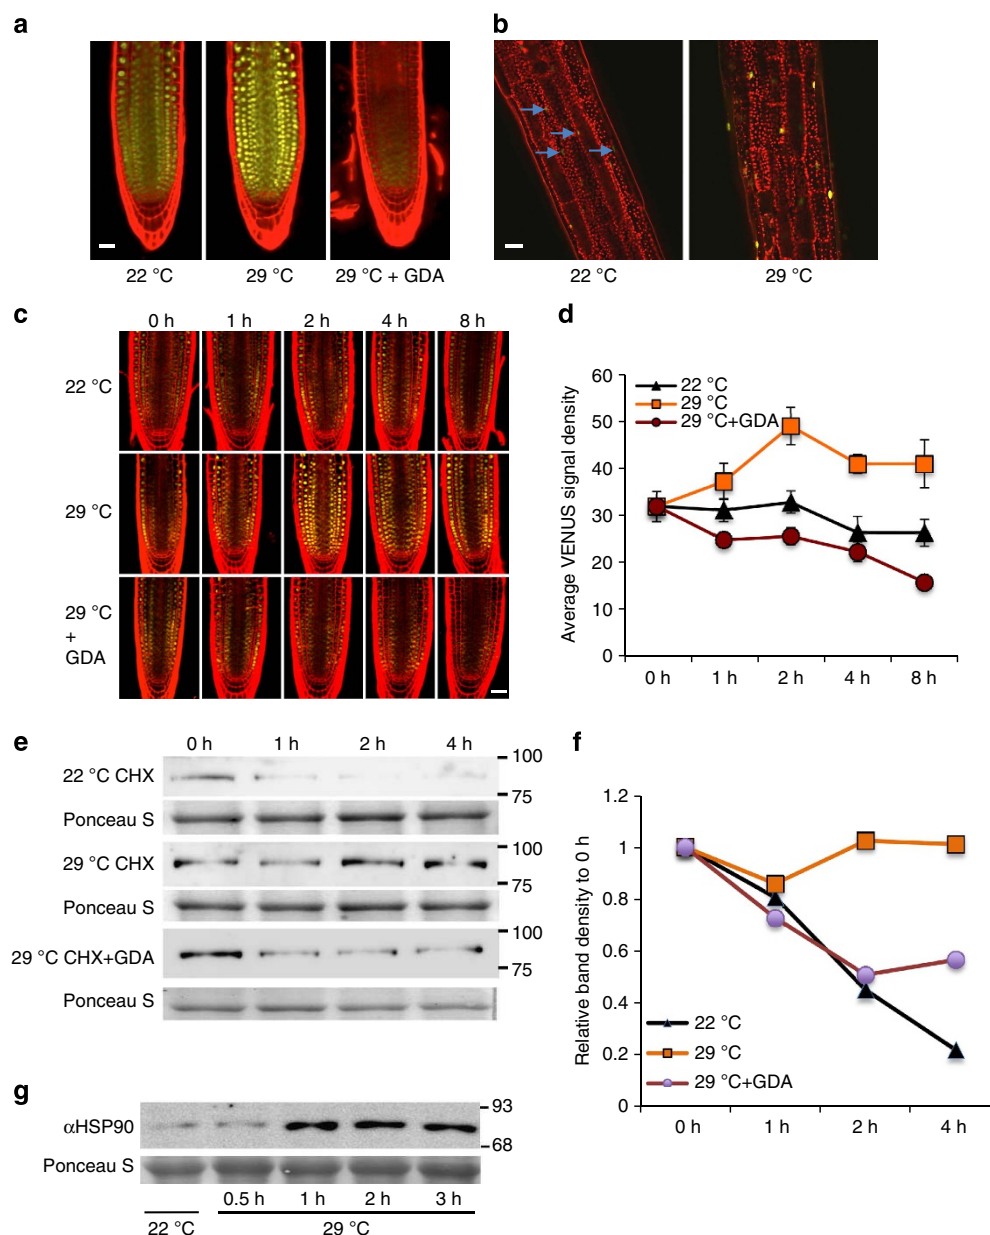 a
22 °C
29 °C
29 °C + GDA
b
22 °C
29 °C
c
0 h 1 h 2 h 4 h 8 h
22 °C
29 °C
29 °C
+
GDA
d
22 °C
29 °C
29 °C+GDA
Average VENUS signal density
60
50
40
30
20
10
0
0 h 1 h 2 h 4 h 8 h
e
0 h 1 h 2 h 4 h
22 °C CHX
100
75
Ponceau S
29 °C CHX
100
75
Ponceau S
29 °C CHX+GDA
100
75
Ponceau S
f
Relative band density to 0 h
1.2
1
0.8
0.6
0.4
0.2
0
22 °C
29 °C
29 °C+GDA
0 h 1 h 2 h 4 h
g
αHSP90
93
68
Ponceau S
0.5 h 1 h 2 h 3 h
22 °C 29 °C